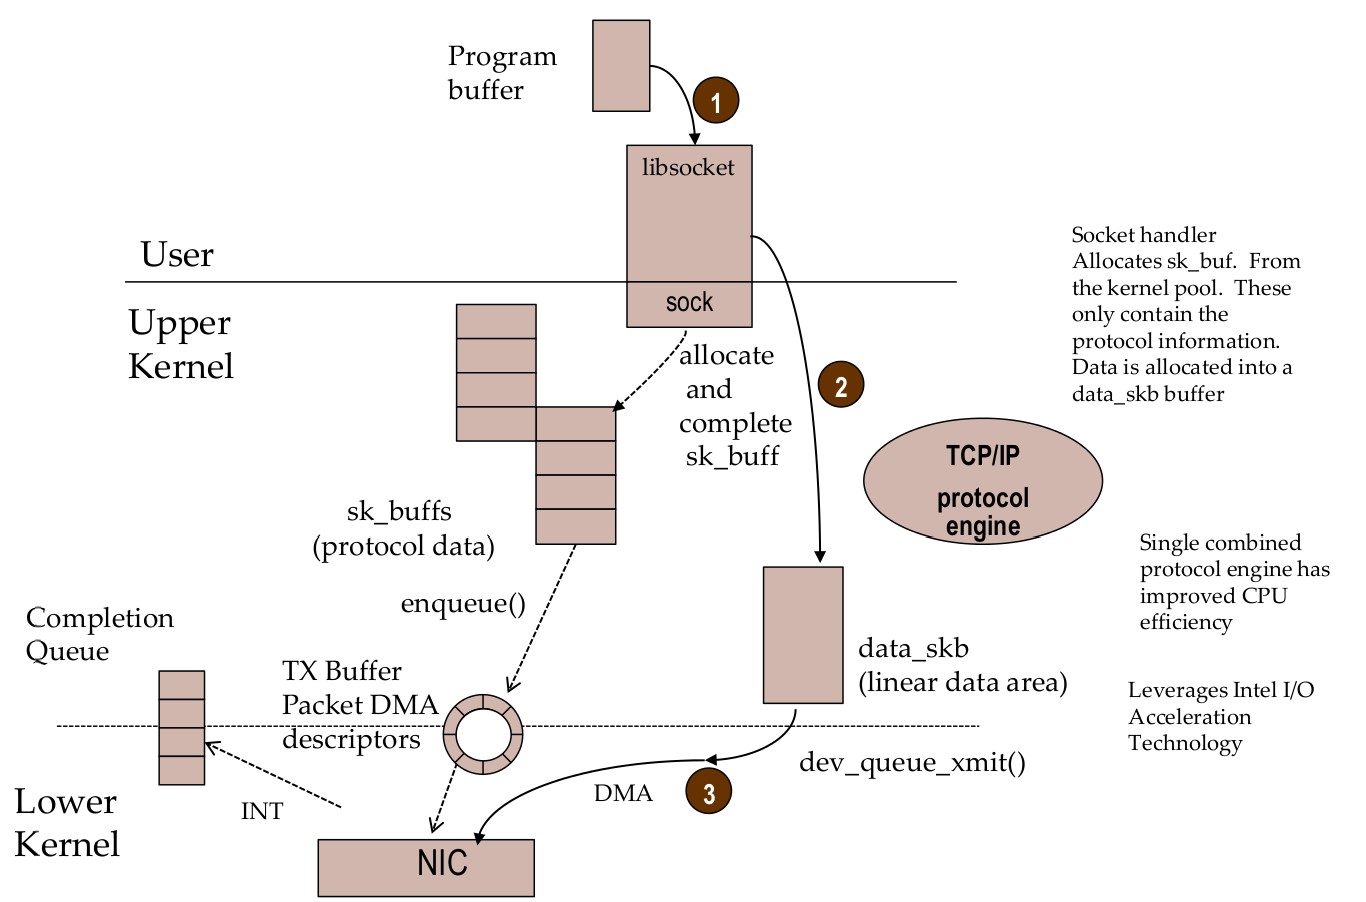 Program
buffer
1
libsocket
User
sock
Upper
Kernel
allocate
and
complete
sk_buff
2
Socket handler
Allocates sk_buf. From
the kernel pool. These
only contain the
protocol information.
Data is allocated into a
data_skb buffer
TCP/IP
protocol
engine
sk_buffs
(protocol data)
enqueue()
Single combined
protocol engine has
improved CPU
efficiency
Completion
Queue
TX Buffer
Packet DMA
descriptors
data_skb
(linear data area)
Leverages Intel I/O
Acceleration
Technology
dev_queue_xmit()
DMA
3
INT
Lower
Kernel
NIC